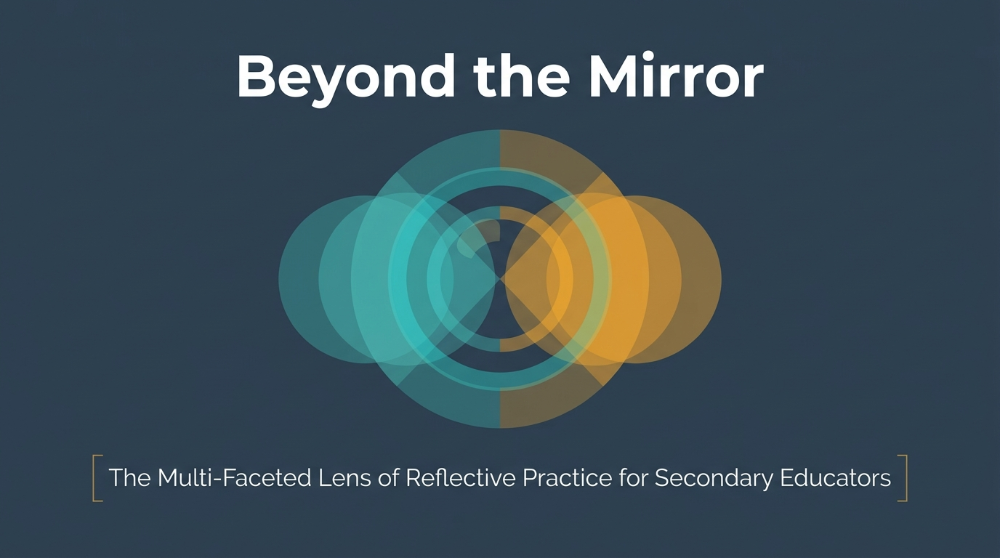 Beyond the Mirror
The Multi-Faceted Lens of Reflective Practice for Secondary Educators